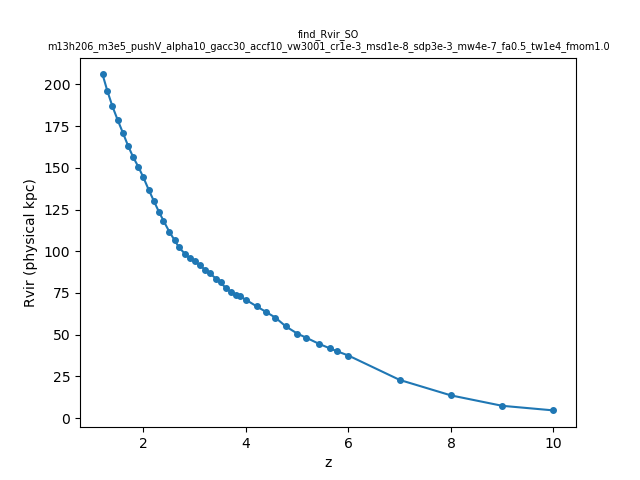 find_Rvir_SO
m13h206_m3e5_pushV_alpha10_gacc30_accf10_vw3001_cr1e-3_msd1e-8_sdp3e-3_mw4e-7_fa0.5_tw1e4_fmom1.0
200
175
150
125
100
75
50
25
0
Rvir (physical kpc)
2 4 6 8 10
z